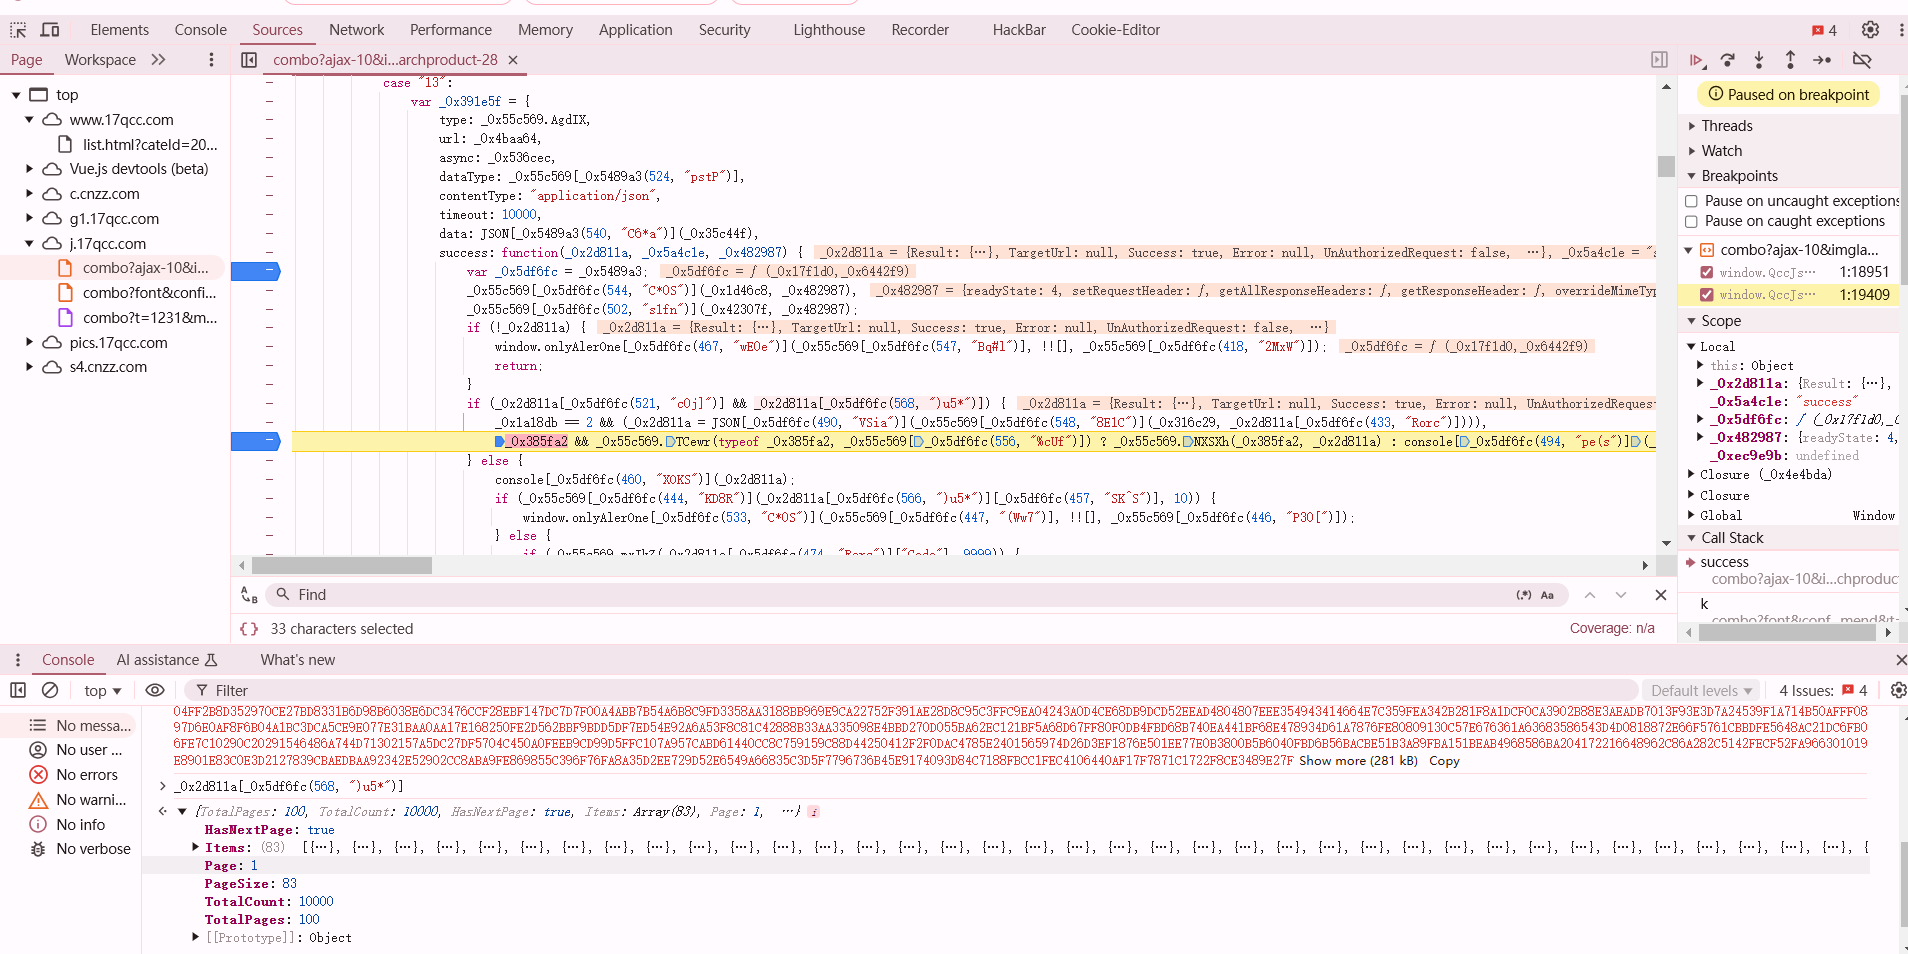 Elements Console Sources Network Performance Memory Application Security Lighthouse Recorder HackBar Cookie-Editor 4
Page Workspace combo?ajax-10&i...archproduct-28
top
www.17qcc.com
list.html?cateId=20...
Vue.js devtools (beta)
c.cnzz.com
g1.17qcc.com
j.17qcc.com
combo?ajax-10&i...
combo?font&confi...
combo?t=1231&m...
pics.17qcc.com
s4.cnzz.com
case "13":
var _0x391e5f = {
type: _0x55c569.AgdIX,
url: _0x4baa64,
async: _0x536cec,
dataType: _0x55c569[_0x5489a3(524, "pstP")],
contentType: "application/json",
timeout: 10000,
data: JSON[_0x5489a3(540, "C6*a")](_0x35c44f),
success: function(_0x2d811a, _0x5a4c1e, _0x482987) { _0x2d811a = {Result: {…}, TargetUrl: null, Success: true, Error: null, UnAuthorizedRequest: false, …}, _0x5a4c1e = "s
var _0x5df6fc = _0x5489a3; _0x5df6fc = ƒ (_0x17f1d0,_0x6442f9)
_0x55c569[_0x5df6fc(544, "C*OS")](_0x1d46c8, _0x482987), _0x482987 = {readyState: 4, setRequestHeader: ƒ, getAllResponseHeaders: ƒ, getResponseHeader: ƒ, overrideMimeTyp
_0x55c569[_0x5df6fc(502, "s1fn")](_0x42307f, _0x482987);
if (!_0x2d811a) { _0x2d811a = {Result: {…}, TargetUrl: null, Success: true, Error: null, UnAuthorizedRequest: false, …}
window.onlyAlerOne[_0x5df6fc(467, "wE0e")](_0x55c569[_0x5df6fc(547, "Bq#l")], !![], _0x55c569[_0x5df6fc(418, "2MxW")]); _0x5df6fc = ƒ (_0x17f1d0,_0x6442f9)
return;
}
if (_0x2d811a[_0x5df6fc(521, "c0j]")] && _0x2d811a[_0x5df6fc(568, ")u5*")]) { _0x2d811a = {Result: {…}, TargetUrl: null, Success: true, Error: null, UnAuthorizedRequest
_0x1a18db == 2 && (_0x2d811a = JSON[_0x5df6fc(490, "VSia")](_0x55c569[_0x5df6fc(548, "8E1C")](_0x316c29, _0x2d811a[_0x5df6fc(433, "Rorc")]))),
_0x385fa2 && _0x55c569.TCewr(typeof _0x385fa2, _0x55c569[_0x5df6fc(556, "%cUf")]) ? _0x55c569.NXSXh(_0x385fa2, _0x2d811a) : console[_0x5df6fc(494, "pe(s")](_
} else {
console[_0x5df6fc(460, "XOKS")](_0x2d811a);
if (_0x55c569[_0x5df6fc(444, "KD8R")](_0x2d811a[_0x5df6fc(566, ")u5*")][_0x5df6fc(457, "SK^S")], 10)) {
window.onlyAlerOne[_0x5df6fc(533, "C*OS")](_0x55c569[_0x5df6fc(447, "(Ww7")], !![], _0x55c569[_0x5df6fc(446, "P3O[")]);
} else {
Find
33 characters selected Coverage: n/a
Paused on breakpoint
Threads
Watch
Breakpoints
Pause on uncaught exceptions
Pause on caught exceptions
combo?ajax-10&imgla...
window.QccJs… 1:18951
window.QccJs… 1:19409
Scope
Local
this: Object
_0x2d811a: {Result: {…},
_0x5a4c1e: "success"
_0x5df6fc: ƒ (_0x17f1d0,_0
_0x482987: {readyState: 4,
_0xec9e9b: undefined
Closure (_0x4e4bda)
Closure
Global Window
Call Stack
success
combo?ajax-10&i...chproduc
k
Console AI assistance What's new
top Filter Default levels 4 Issues: 4
No messa...
No user ...
No errors
No warni...
No info
No verbose
Show more (281 kB) Copy
_0x2d811a[_0x5df6fc(568, ")u5*")]
{TotalPages: 100, TotalCount: 10000, HasNextPage: true, Items: Array(83), Page: 1, …}
HasNextPage: true
Items: (83) [{…}, {…}, {…}, {…}, {…}, {…}, {…}, {…}, {…}, {…}, {…}, {…}, {…}, {…}, {…}, {…}, {…}, {…}, {…}, {…}, {…}, {…}, {…}, {…}, {…}, {…}, {…}, {…}, {…}, {…}, {…}, {…}, {…}, {…}, {…}, {…}, {…}, {
Page: 1
PageSize: 83
TotalCount: 10000
TotalPages: 100
[[Prototype]]: Object